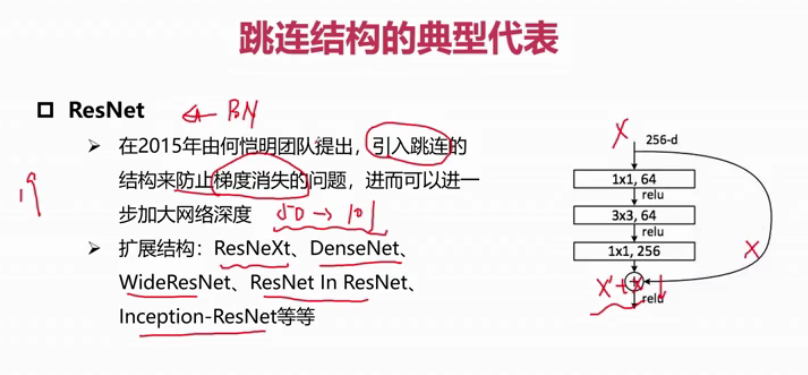 跳连结构的典型代表
ResNet ← BN
在2015年由何恺明团队提出，引入跳连的
结构来防止梯度消失的问题，进而可以进一
步加大网络深度 50 → 101
扩展结构：ResNeXt、DenseNet、
WideResNet、ResNet In ResNet、
Inception-ResNet等等
X
256-d
1x1, 64
relu
3x3, 64
relu
1x1, 256
X
X'+X
relu